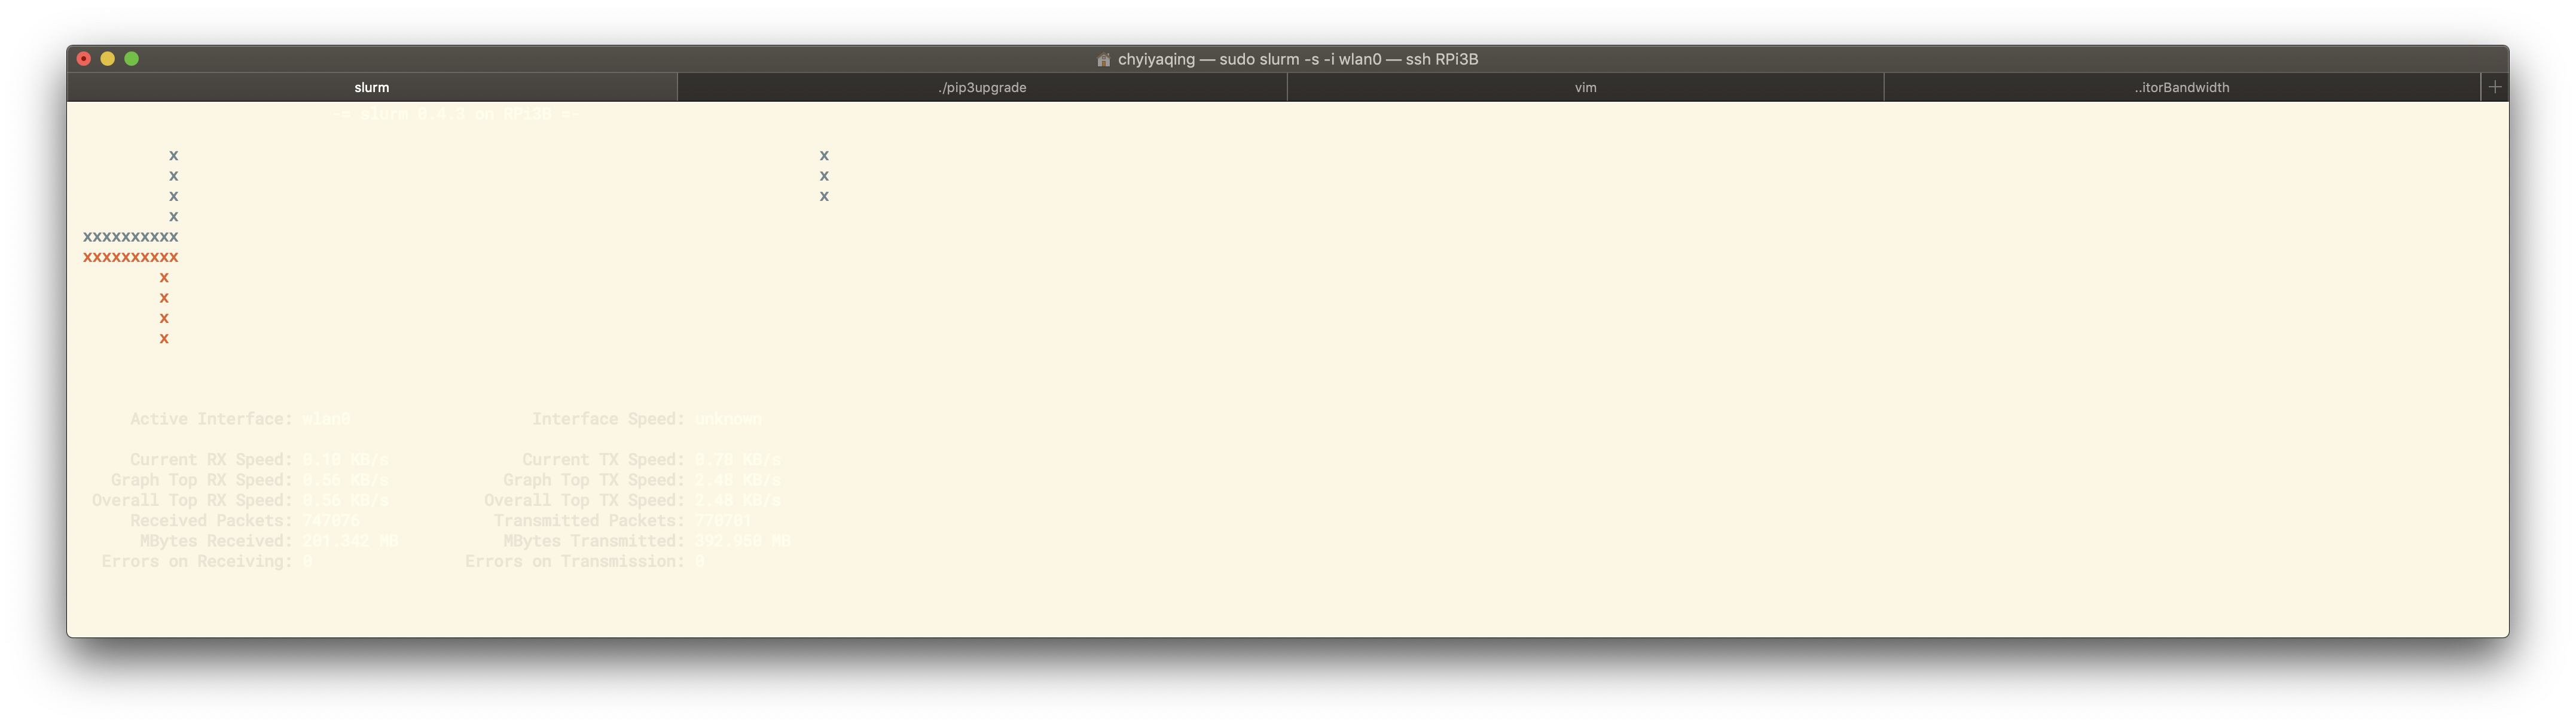 chyiyaqing — sudo slurm -s -i wlan0 — ssh RPi3B
slurm ./pip3upgrade vim ..itorBandwidth
-= slurm 0.4.3 on RPi3B =-
x x
x x
x x
x
xxxxxxxxxx
xxxxxxxxxx
x
x
x
x
Active Interface: wlan0 Interface Speed: unknown
Current RX Speed: 0.10 KB/s Current TX Speed: 0.78 KB/s
Graph Top RX Speed: 0.56 KB/s Graph Top TX Speed: 2.48 KB/s
Overall Top RX Speed: 0.56 KB/s Overall Top TX Speed: 2.48 KB/s
Received Packets: 747076 Transmitted Packets: 770701
MBytes Received: 201.342 MB MBytes Transmitted: 392.950 MB
Errors on Receiving: 0 Errors on Transmission: 0